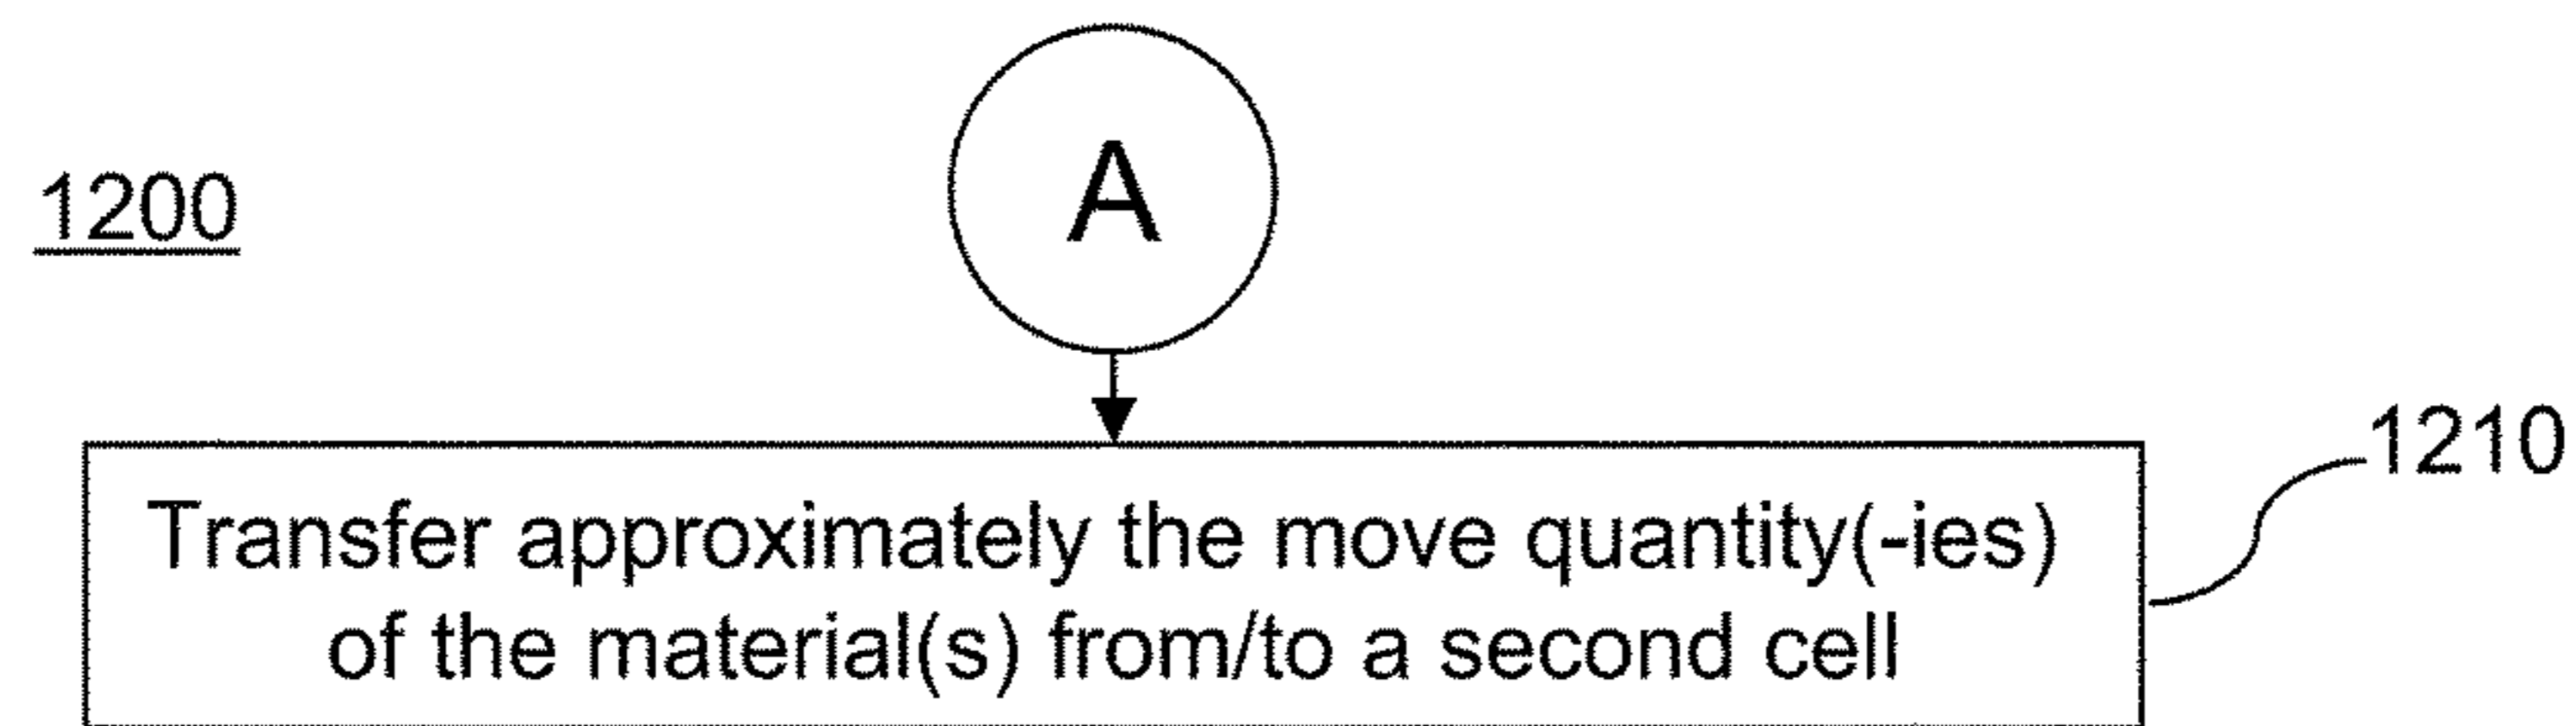 1200
A
1210
Transfer approximately the move quantity(-ies)
of the material(s) from/to a second cell